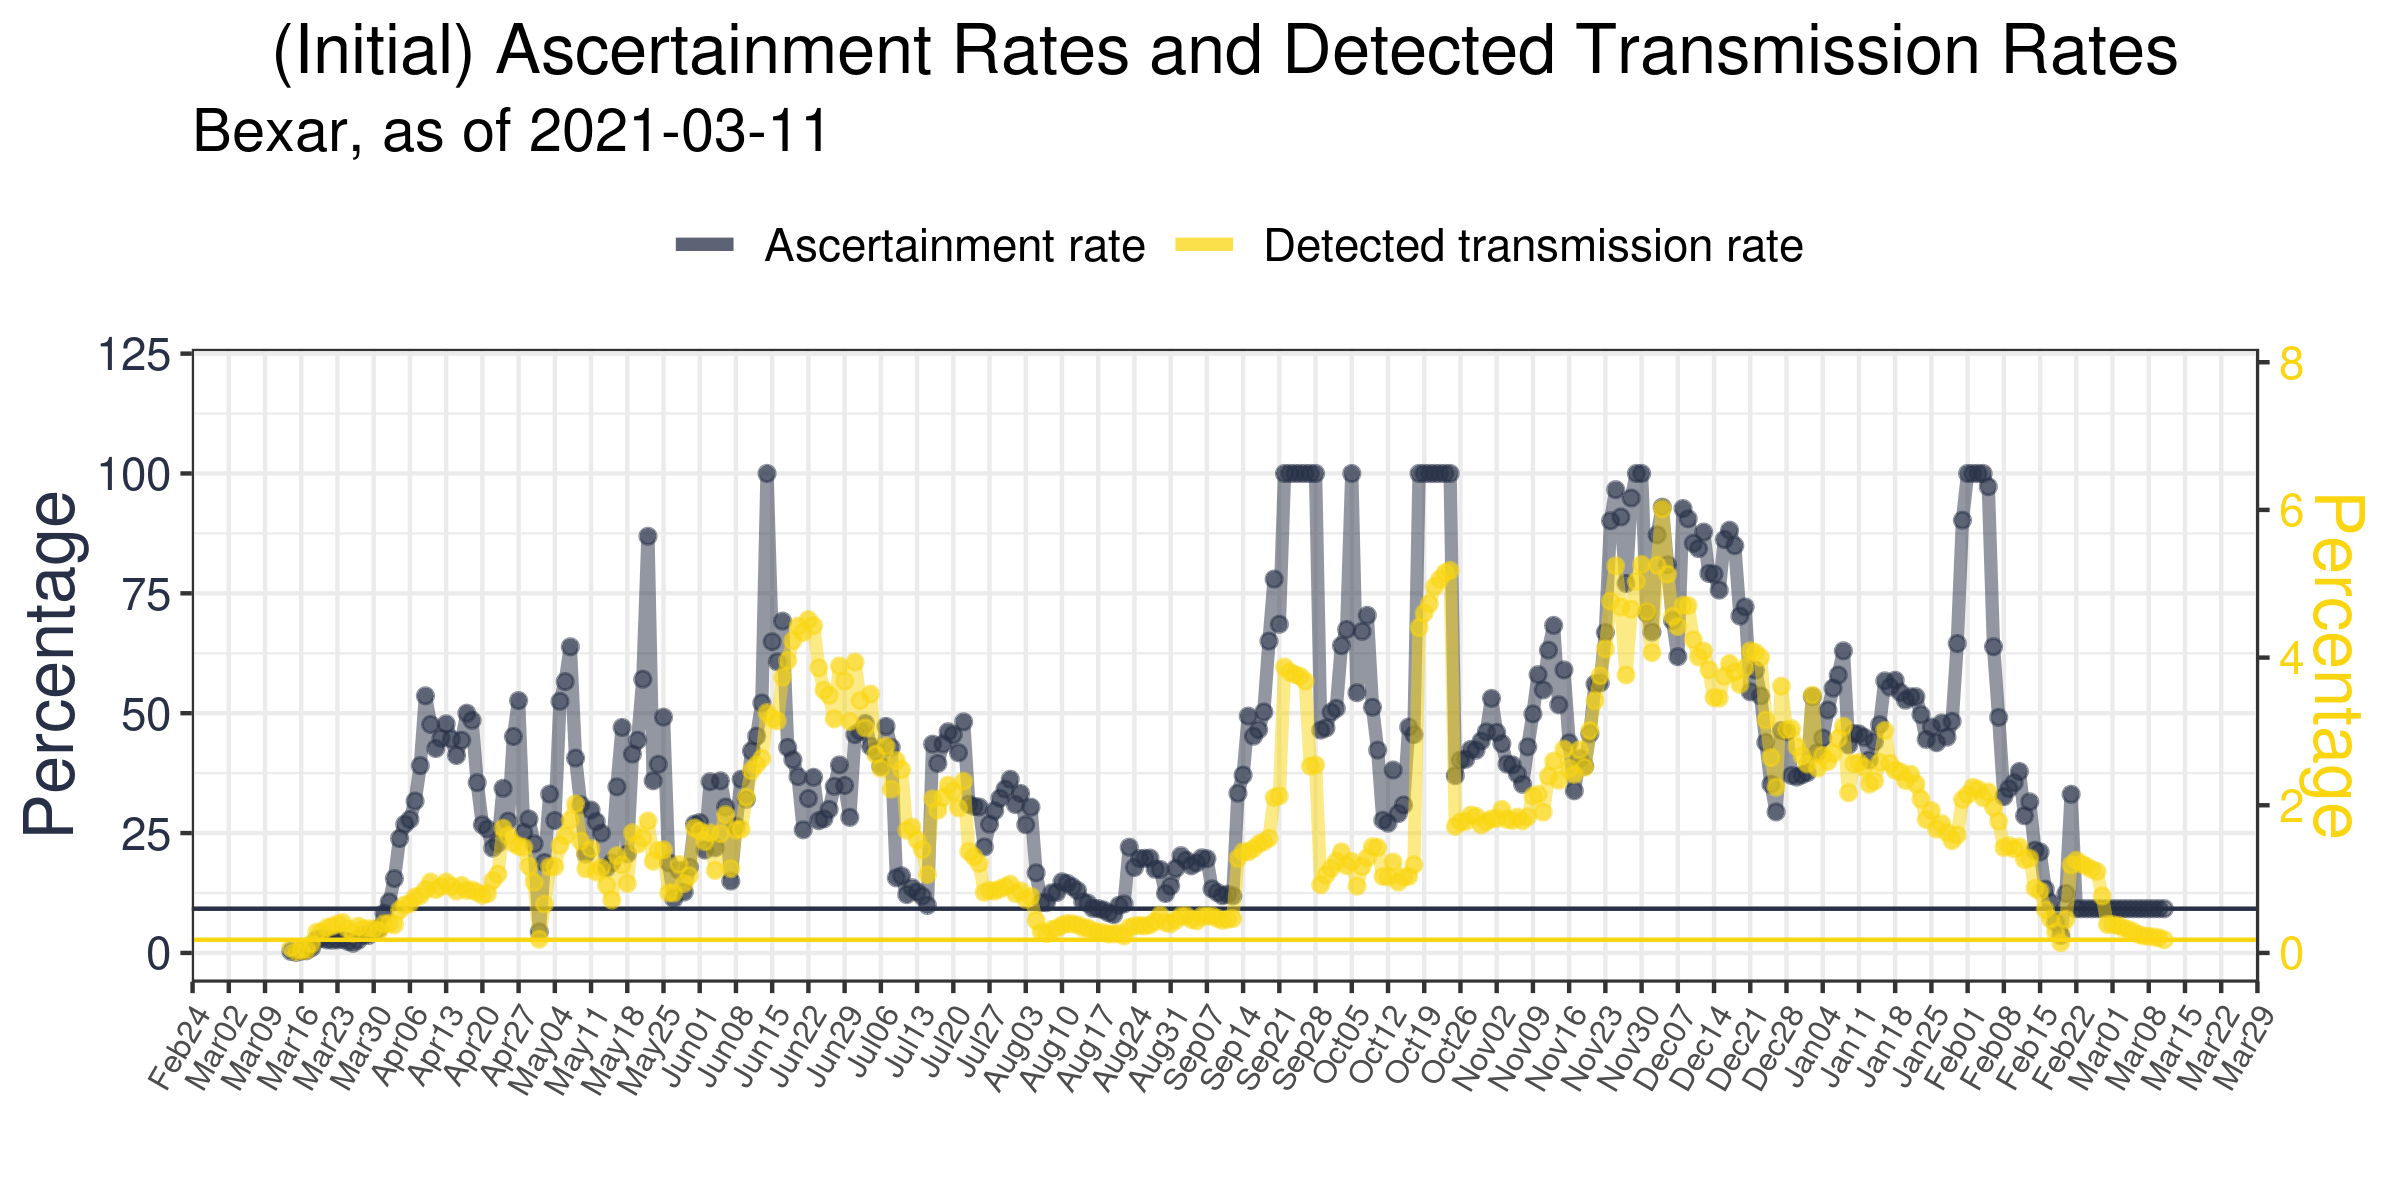 (Initial) Ascertainment Rates and Detected Transmission Rates
Bexar, as of 2021-03-11
Ascertainment rate
Detected transmission rate
Percentage
125
100
75
50
25
0
8
6
4
2
0
Percentage
Feb24
Mar02
Mar09
Mar16
Mar23
Mar30
Apr06
Apr13
Apr20
Apr27
May04
May11
May18
May25
Jun01
Jun08
Jun15
Jun22
Jun29
Jul06
Jul13
Jul20
Jul27
Aug03
Aug10
Aug17
Aug24
Aug31
Sep07
Sep14
Sep21
Sep28
Oct05
Oct12
Oct19
Oct26
Nov02
Nov09
Nov16
Nov23
Nov30
Dec07
Dec14
Dec21
Dec28
Jan04
Jan11
Jan18
Jan25
Feb01
Feb08
Feb15
Feb22
Mar01
Mar08
Mar15
Mar22
Mar29